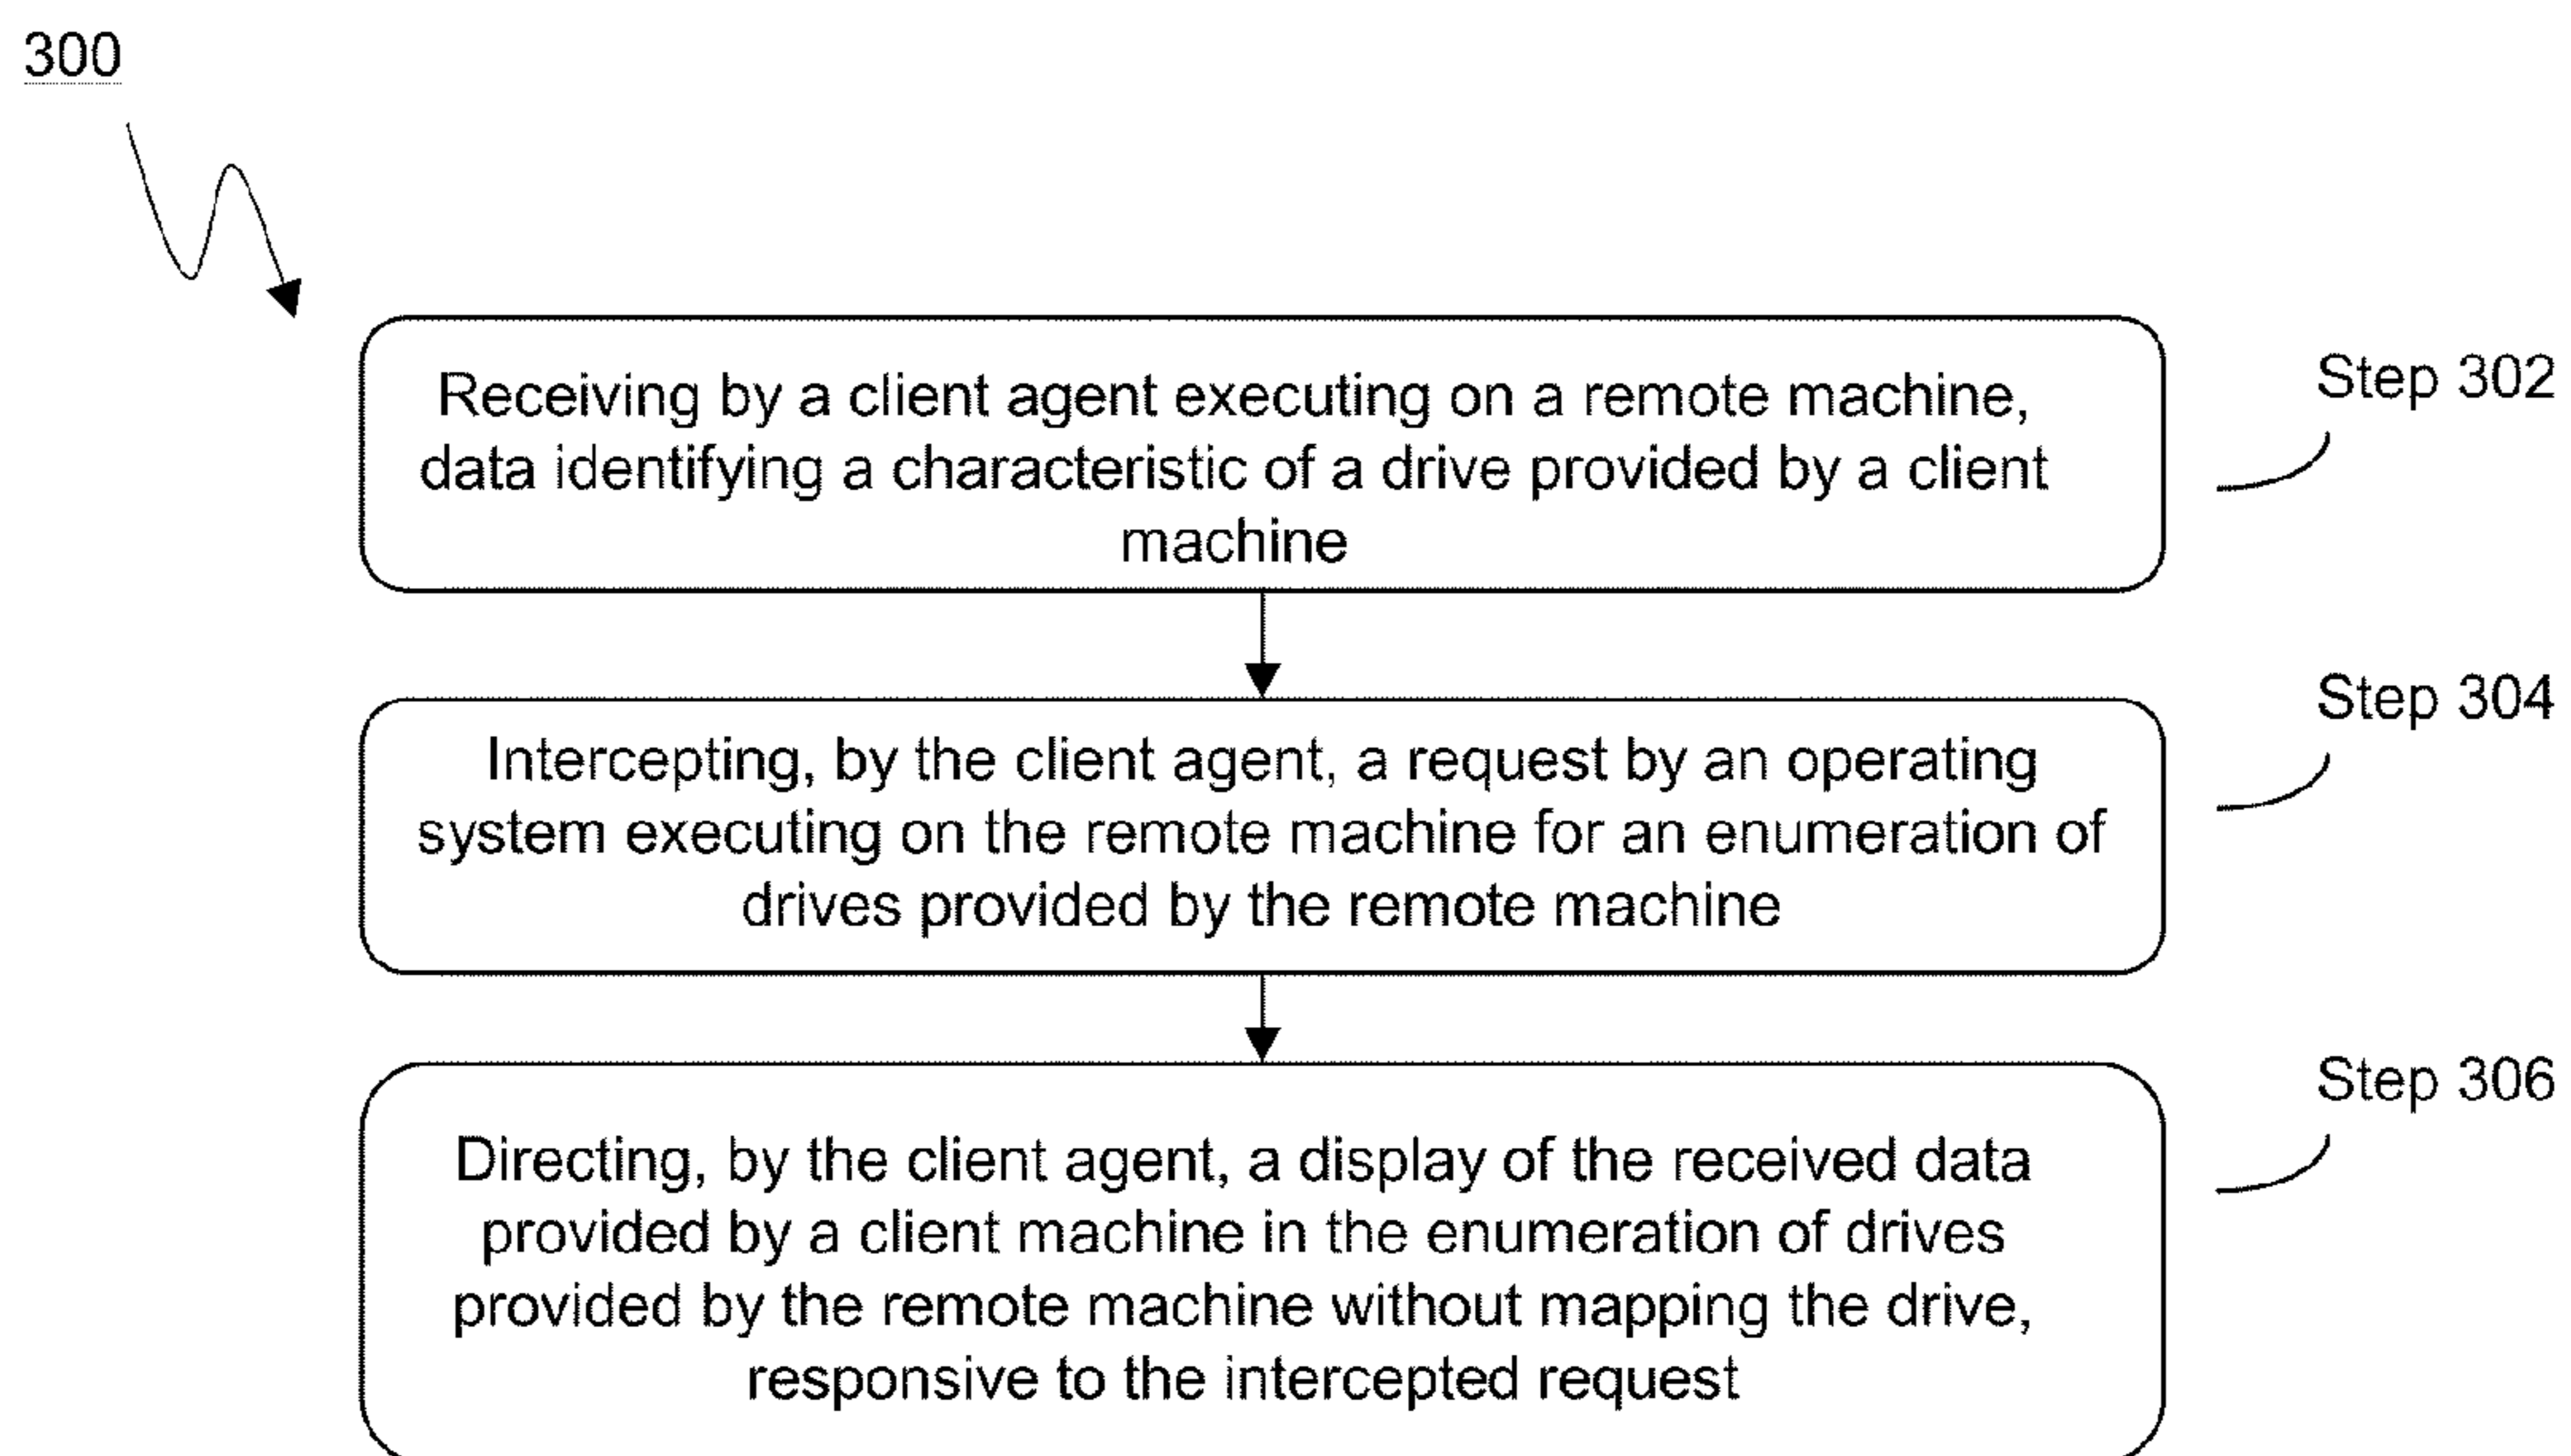 300
Receiving by a client agent executing on a remote machine,
data identifying a characteristic of a drive provided by a client
machine
Step 302
Intercepting, by the client agent, a request by an operating
system executing on the remote machine for an enumeration of
drives provided by the remote machine
Step 304
Directing, by the client agent, a display of the received data
provided by a client machine in the enumeration of drives
provided by the remote machine without mapping the drive,
responsive to the intercepted request
Step 306